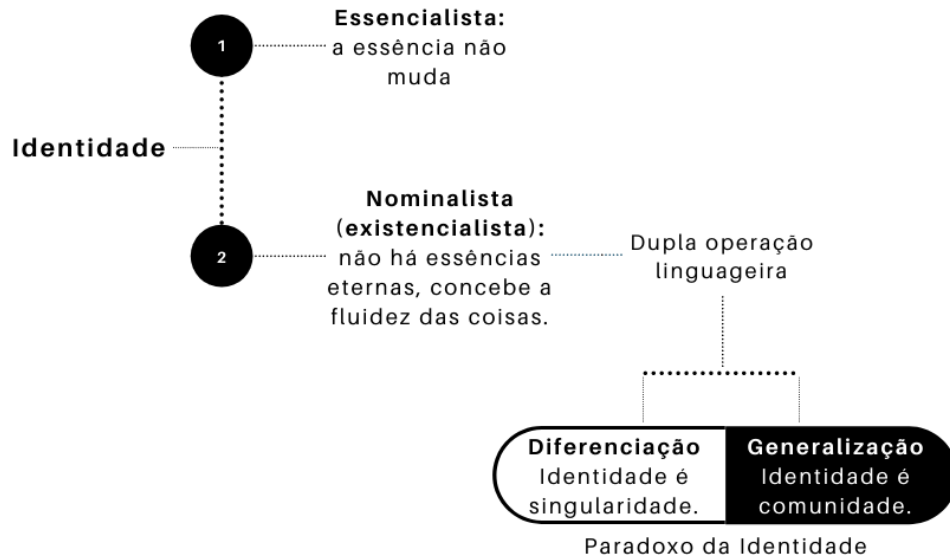 Identidade
1
Essencialista:
a essência não
muda
2
Nominalista
(existencialista):
não há essências
eternas, concebe a
fluidez das coisas.
Dupla operação
linguageira
Diferenciação
Identidade é
singularidade.
Generalização
Identidade é
comunidade.
Paradoxo da Identidade